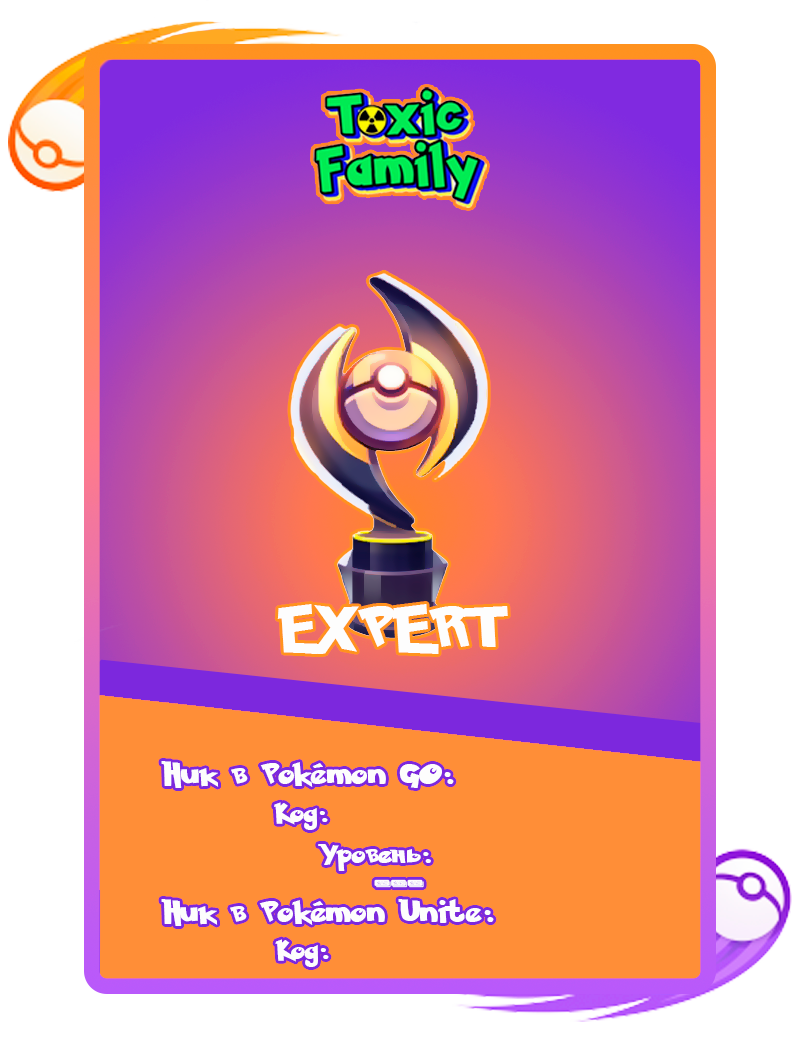 Toxic
Family
EXPERT
Ник в Pokémon GO:
Код:
Уровень:
---
Ник в Pokémon Unite:
Код: